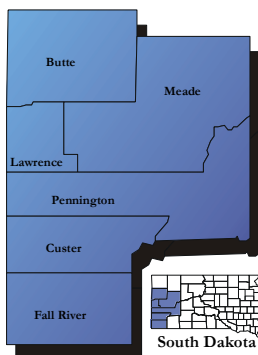 Butte
Meade
Lawrence
Pennington
Custer
Fall River
South Dakota